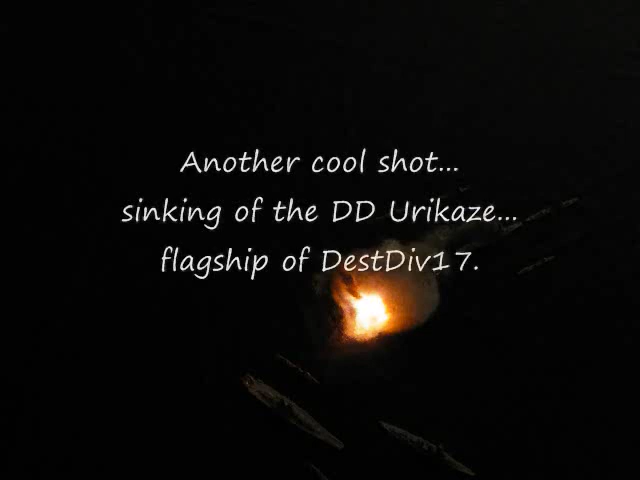 Another cool shot...
sinking of the DD Urikaze...
flagship of DestDiv17.